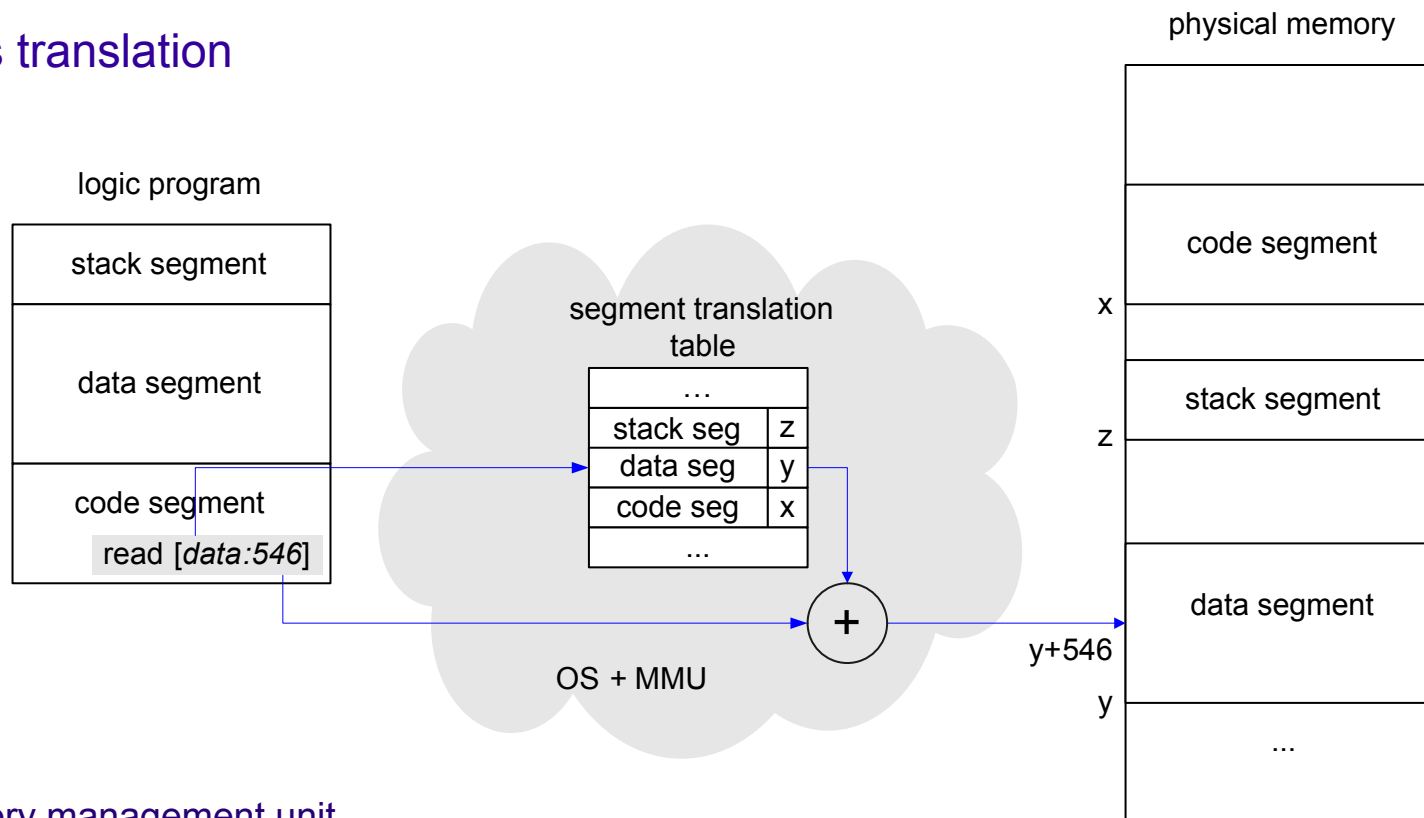 s translation
physical memory
logic program
stack segment
data segment
code segment
read [data:546]
segment translation
table
...
stack seg z
data seg y
code seg x
...
+
OS + MMU
code segment
x
stack segment
z
data segment
y+546
y
...
ory management unit